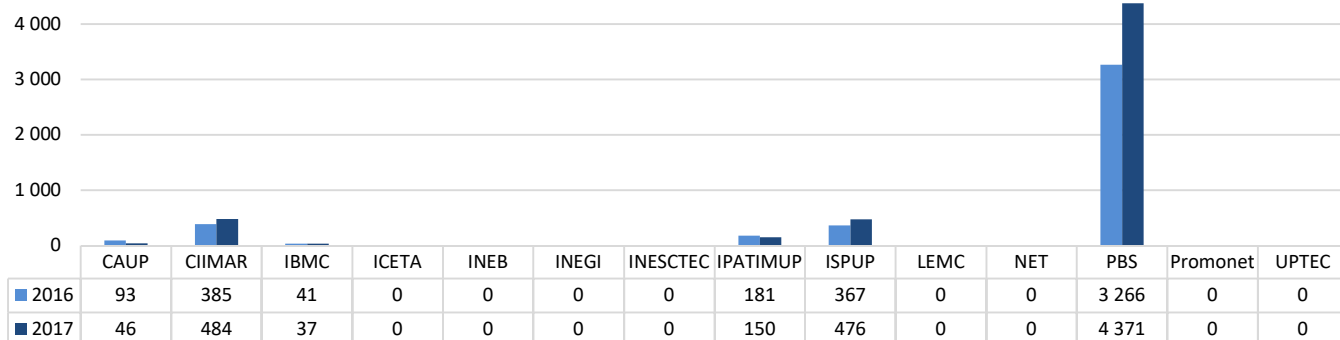 4 000
3 000
2 000
1 000
0
CAUP CIIMAR IBMC ICETA INEB INEGI INESCTEC IPATIMUP ISPUP LEMC NET PBS Promonet UPTEC
2016 93 385 41 0 0 0 0 181 367 0 0 3 266 0 0
2017 46 484 37 0 0 0 0 150 476 0 0 4 371 0 0